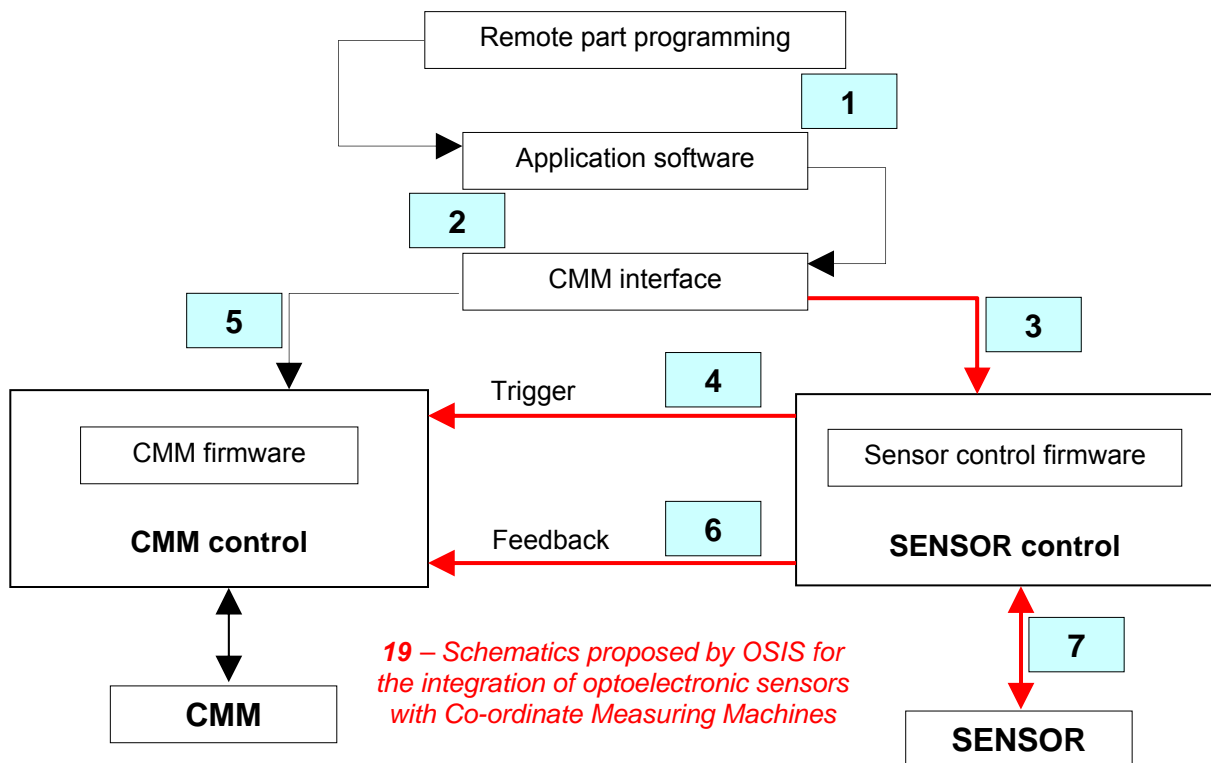 Remote part programming
1
Application software
2
CMM interface
5
3
Trigger
4
CMM firmware
Sensor control firmware
CMM control
Feedback
6
SENSOR control
19 – Schematics proposed by OSIS for
the integration of optoelectronic sensors
with Co-ordinate Measuring Machines
7
CMM
SENSOR